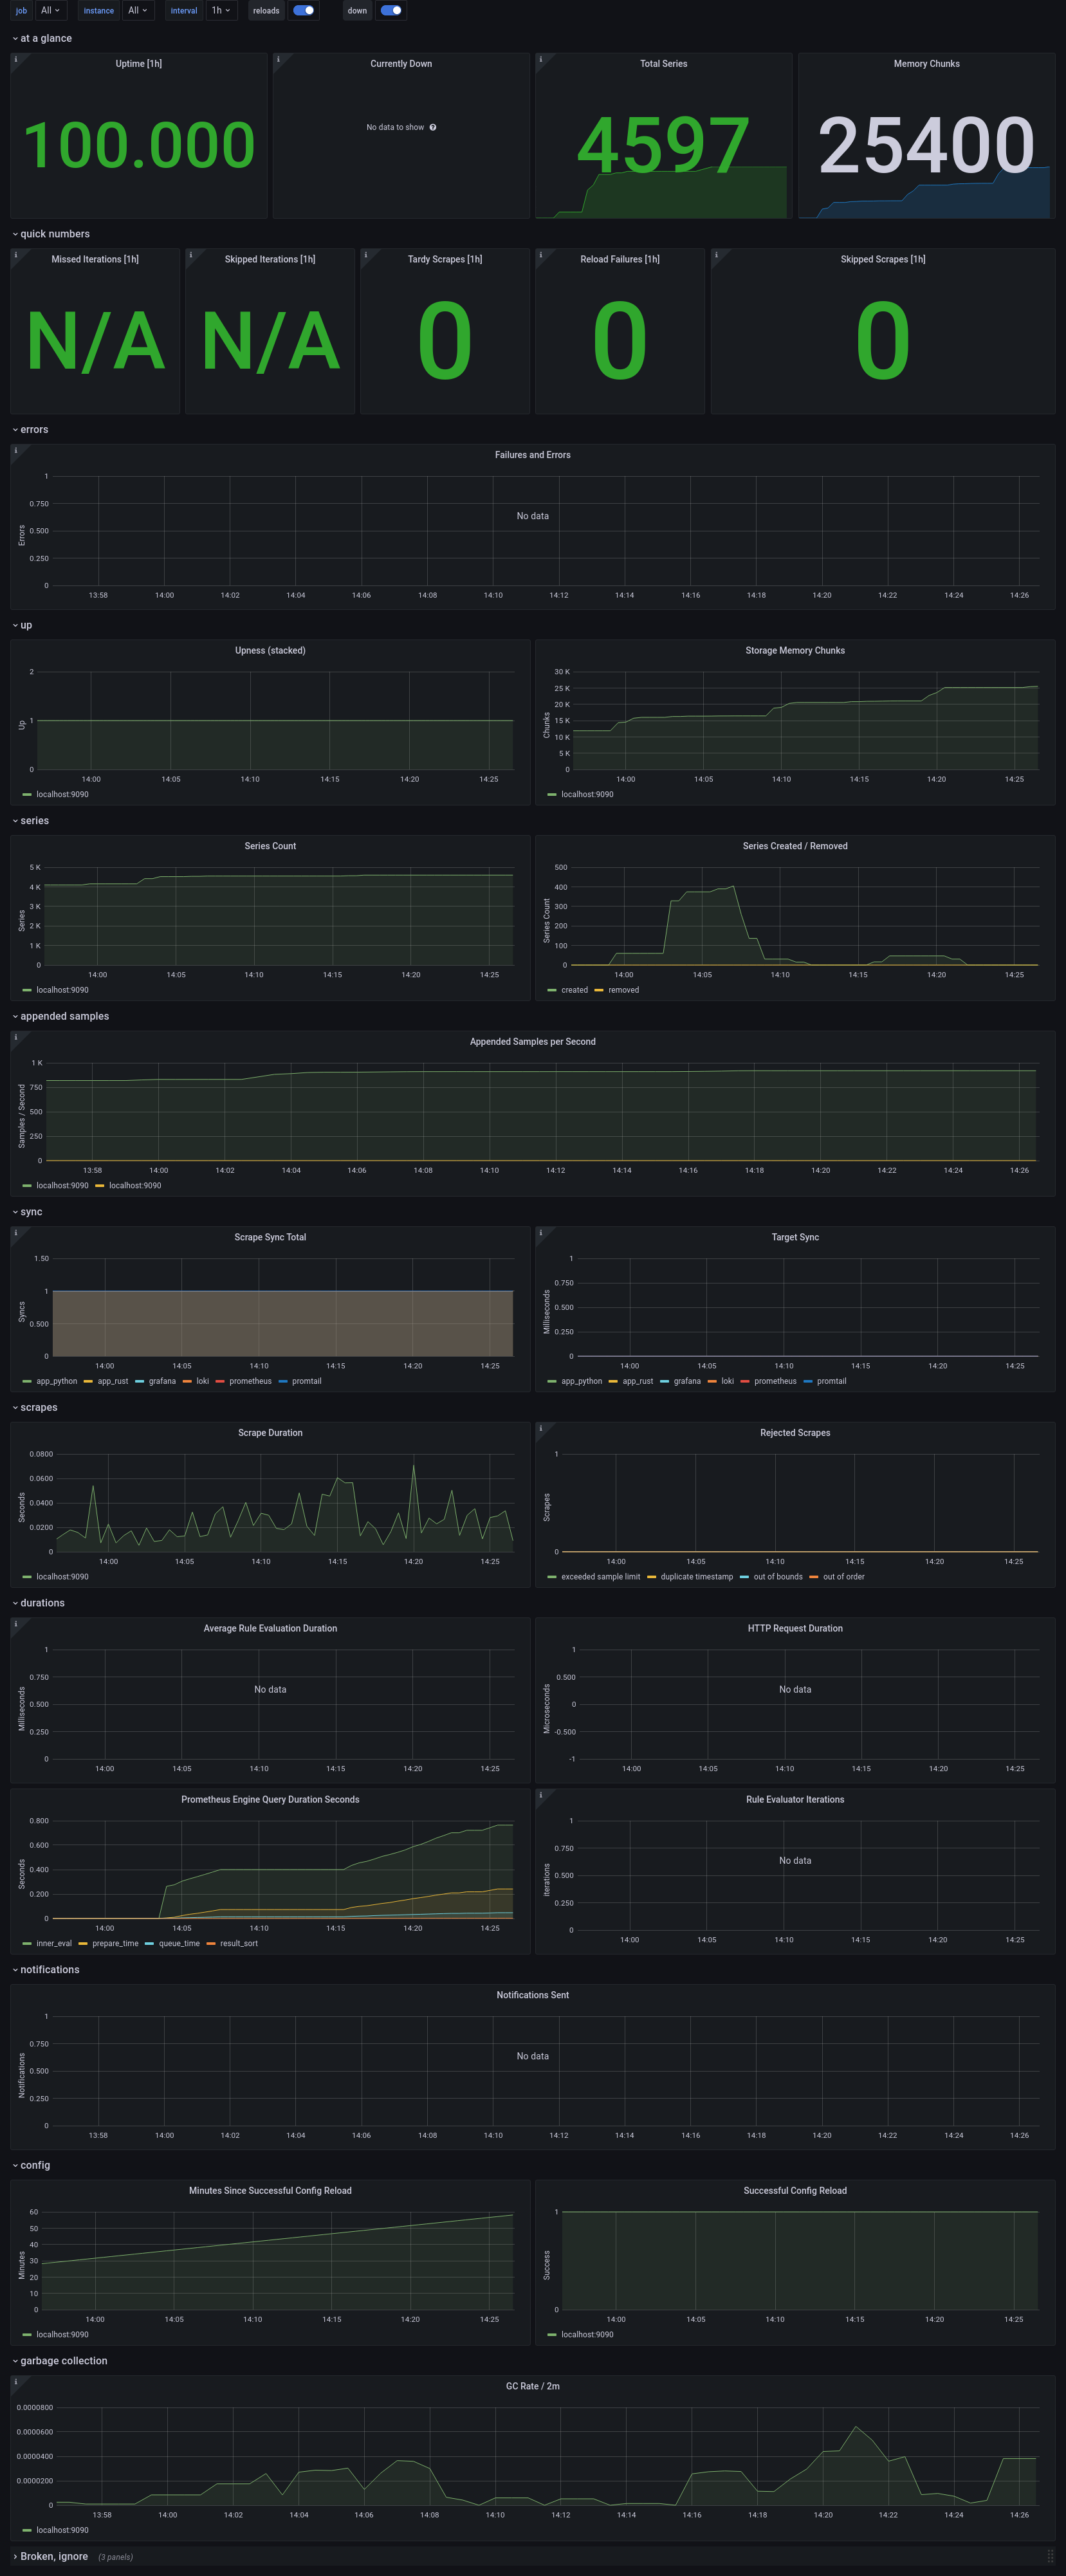 job All instance All interval 1h reloads down
at a glance
Uptime [1h]
100.000
Currently Down
No data to show
Total Series
4597
Memory Chunks
25400
quick numbers
Missed Iterations [1h]
N/A
Skipped Iterations [1h]
N/A
Tardy Scrapes [1h]
0
Reload Failures [1h]
0
Skipped Scrapes [1h]
0
errors
Failures and Errors
Errors
1
0.750
0.500
0.250
0
No data
13:58 14:00 14:02 14:04 14:06 14:08 14:10 14:12 14:14 14:16 14:18 14:20 14:22 14:24 14:26
up
Upness (stacked)
Up
2
1
0
14:00 14:05 14:10 14:15 14:20 14:25
localhost:9090
Storage Memory Chunks
Chunks
30 K
25 K
20 K
15 K
10 K
5 K
0
14:00 14:05 14:10 14:15 14:20 14:25
localhost:9090
series
Series Count
Series
5 K
4 K
3 K
2 K
1 K
0
14:00 14:05 14:10 14:15 14:20 14:25
localhost:9090
Series Created / Removed
Series Count
500
400
300
200
100
0
14:00 14:05 14:10 14:15 14:20 14:25
created removed
appended samples
Appended Samples per Second
Samples / Second
1 K
750
500
250
0
13:58 14:00 14:02 14:04 14:06 14:08 14:10 14:12 14:14 14:16 14:18 14:20 14:22 14:24 14:26
localhost:9090 localhost:9090
sync
Scrape Sync Total
Syncs
1.50
1
0.500
0
14:00 14:05 14:10 14:15 14:20 14:25
app_python app_rust grafana loki prometheus promtail
Target Sync
Milliseconds
1
0.750
0.500
0.250
0
14:00 14:05 14:10 14:15 14:20 14:25
app_python app_rust grafana loki prometheus promtail
scrapes
Scrape Duration
Seconds
0.0800
0.0600
0.0400
0.0200
0
14:00 14:05 14:10 14:15 14:20 14:25
localhost:9090
Rejected Scrapes
Scrapes
1
0
14:00 14:05 14:10 14:15 14:20 14:25
exceeded sample limit duplicate timestamp out of bounds out of order
durations
Average Rule Evaluation Duration
Milliseconds
1
0.750
0.500
0.250
0
No data
14:00 14:05 14:10 14:15 14:20 14:25
HTTP Request Duration
Microseconds
1
0.500
0
-0.500
-1
No data
14:00 14:05 14:10 14:15 14:20 14:25
Prometheus Engine Query Duration Seconds
Seconds
0.800
0.600
0.400
0.200
0
14:00 14:05 14:10 14:15 14:20 14:25
inner_eval prepare_time queue_time result_sort
Rule Evaluator Iterations
Iterations
1
0.750
0.500
0.250
0
No data
14:00 14:05 14:10 14:15 14:20 14:25
notifications
Notifications Sent
Notifications
1
0.750
0.500
0.250
0
No data
13:58 14:00 14:02 14:04 14:06 14:08 14:10 14:12 14:14 14:16 14:18 14:20 14:22 14:24 14:26
config
Minutes Since Successful Config Reload
Minutes
60
50
40
30
20
10
0
14:00 14:05 14:10 14:15 14:20 14:25
localhost:9090
Successful Config Reload
Success
1
0
14:00 14:05 14:10 14:15 14:20 14:25
localhost:9090
garbage collection
GC Rate / 2m
0.0000800
0.0000600
0.0000400
0.0000200
0
13:58 14:00 14:02 14:04 14:06 14:08 14:10 14:12 14:14 14:16 14:18 14:20 14:22 14:24 14:26
localhost:9090
Broken, ignore (3 panels)